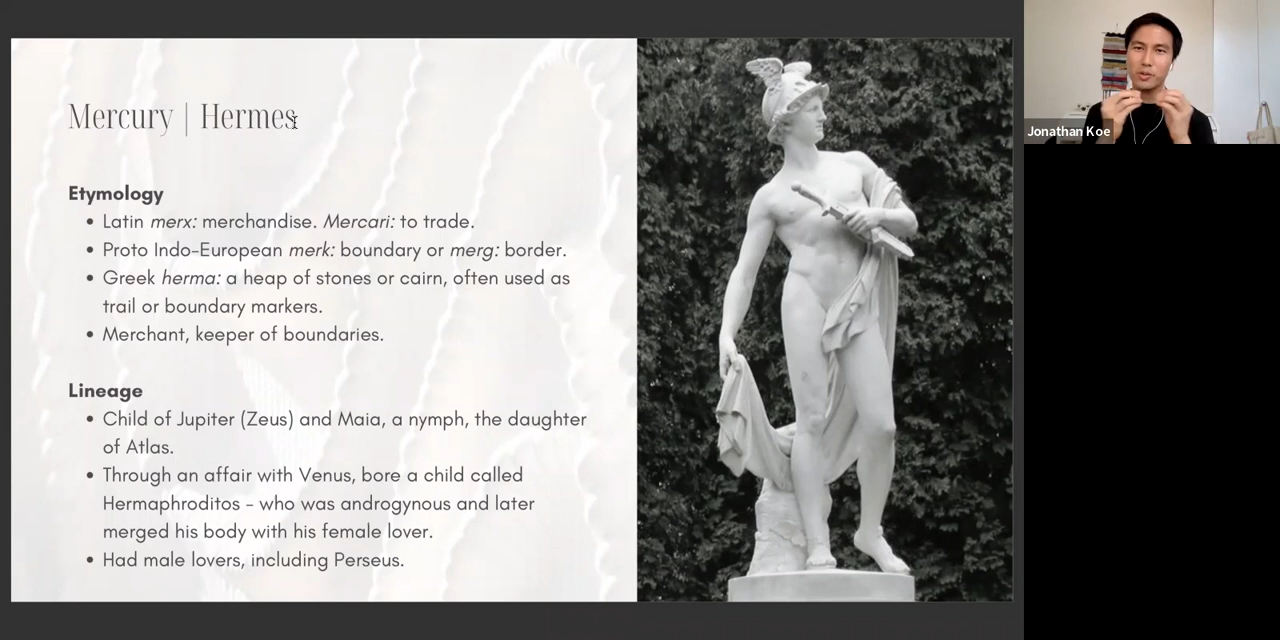 Mercury | Hermes
Etymology
• Latin merx: merchandise. Mercari: to trade.
• Proto Indo-European merk: boundary or merg: border.
• Greek herma: a heap of stones or cairn, often used as
trail or boundary markers.
• Merchant, keeper of boundaries.
Lineage
• Child of Jupiter (Zeus) and Maia, a nymph, the daughter
of Atlas.
• Through an affair with Venus, bore a child called
Hermaphroditos - who was androgynous and later
merged his body with his female lover.
• Had male lovers, including Perseus.
Jonathan Koe